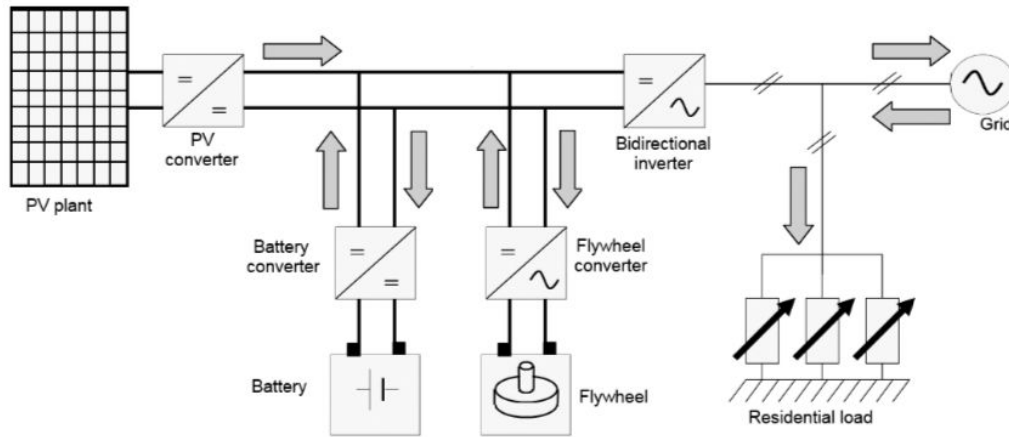 PV plant
PV
converter
Battery
converter
Battery
Flywheel
converter
Flywheel
Bidirectional
inverter
Grid
Residential load